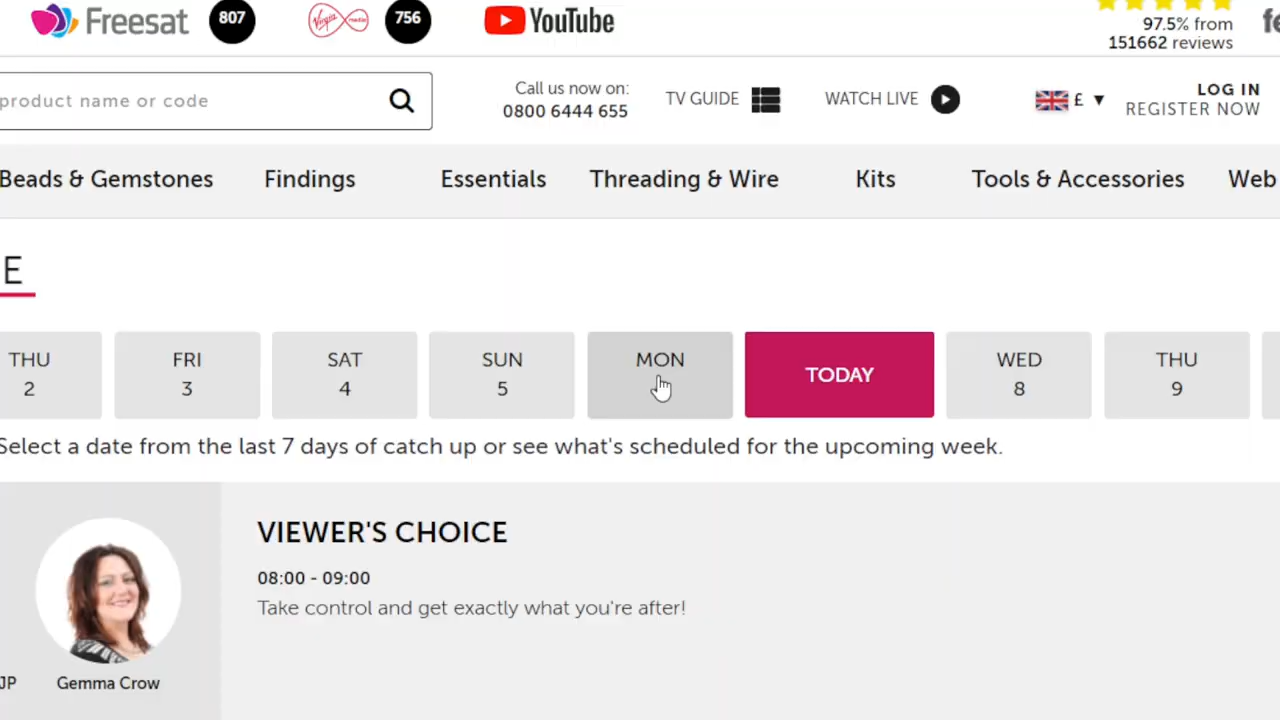 Freesat 807 Virgin media 756 YouTube
97.5% from
151662 reviews
product name or code
Call us now on:
0800 6444 655
TV GUIDE
WATCH LIVE
£ ▼
LOG IN
REGISTER NOW
Beads & Gemstones Findings Essentials Threading & Wire Kits Tools & Accessories Web
E
THU
2
FRI
3
SAT
4
SUN
5
MON
6
TODAY
WED
8
THU
9
Select a date from the last 7 days of catch up or see what's scheduled for the upcoming week.
VIEWER'S CHOICE
08:00 - 09:00
Take control and get exactly what you're after!
JP Gemma Crow